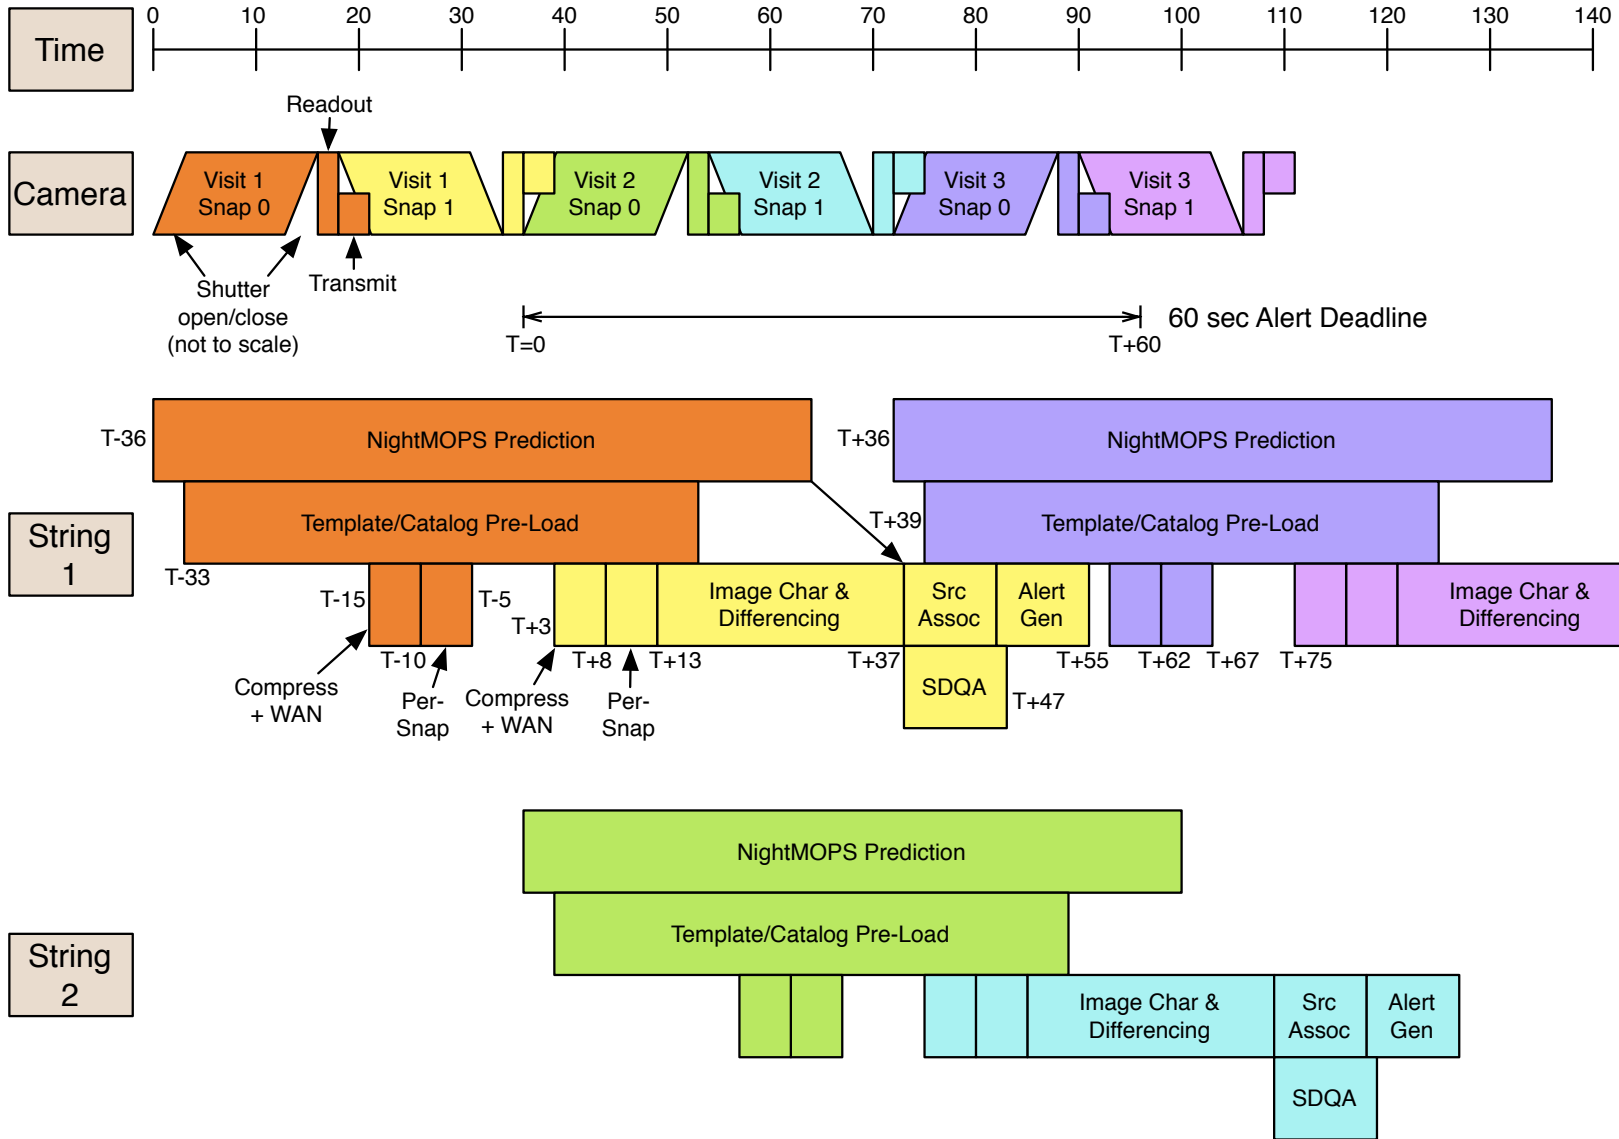 0 10 20 30 40 50 60 70 80 90 100 110 120 130 140
Time
Readout
Camera
Visit 1
Snap 0
Visit 1
Snap 1
Visit 2
Snap 0
Visit 2
Snap 1
Visit 3
Snap 0
Visit 3
Snap 1
Shutter
open/close
(not to scale)
Transmit
60 sec Alert Deadline
T=0
T+60
String
1
T-36
NightMOPS Prediction
T+36
NightMOPS Prediction
Template/Catalog Pre-Load
T+39
Template/Catalog Pre-Load
T-33
T-15
T-5
T+3
Image Char &
Differencing
Src
Assoc
Alert
Gen
Image Char &
Differencing
T-10
T+8
T+13
T+37
T+55
T+62
T+67
T+75
Compress
+ WAN
Per-
Snap
Compress
+ WAN
Per-
Snap
SDQA
T+47
String
2
NightMOPS Prediction
Template/Catalog Pre-Load
Image Char &
Differencing
Src
Assoc
Alert
Gen
SDQA